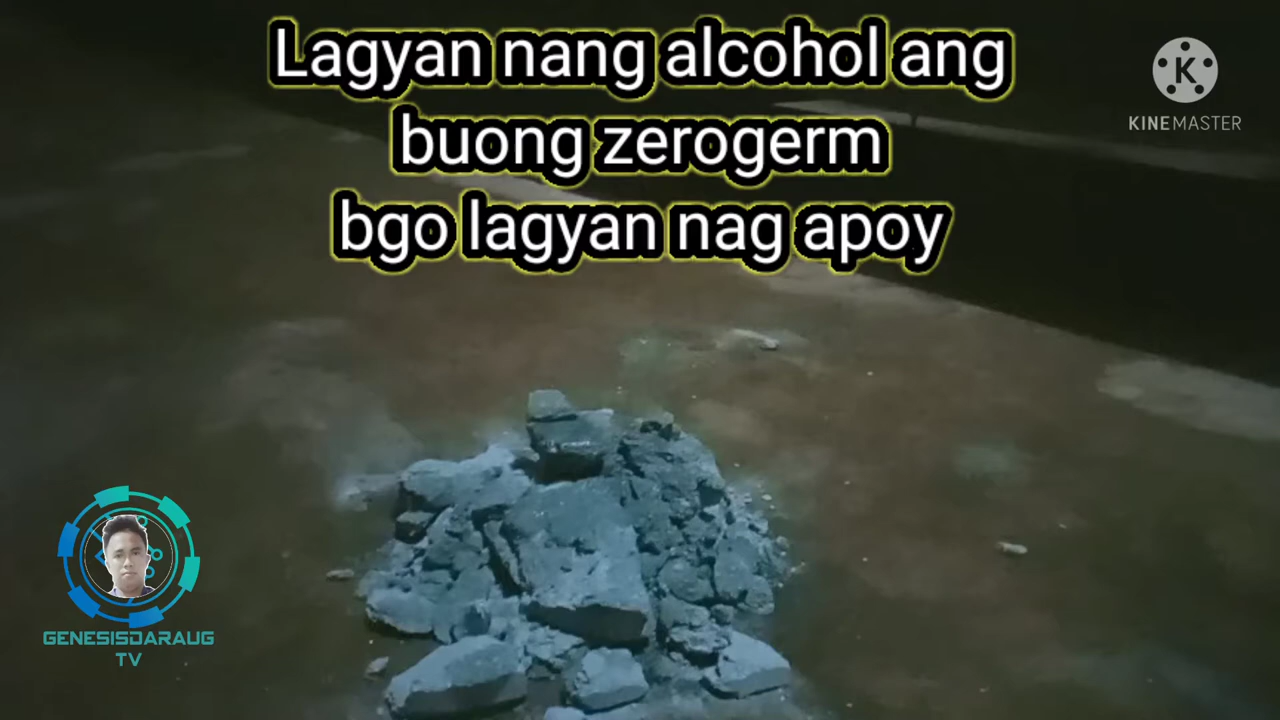 Lagyan nang alcohol ang
buong zerogerm
bgo lagyan nag apoy
K
KINEMASTER
GENESISDARAUG
TV